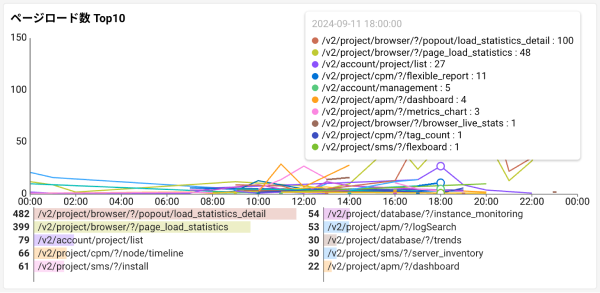 ページロード数 Top10
150
100
50
0
2024-09-11 18:00:00
/v2/project/browser/?/popout/load_statistics_detail : 100
/v2/project/browser/?/page_load_statistics : 48
/v2/account/project/list : 27
/v2/project/cpm/?/flexible_report : 11
/v2/account/management : 5
/v2/project/apm/?/dashboard : 4
/v2/project/apm/?/metrics_chart : 3
/v2/project/browser/?/browser_live_stats : 1
/v2/project/cpm/?/tag_count : 1
/v2/project/sms/?/flexboard : 1
00:00 02:00 04:00 06:00 08:00 10:00 12:00 14:00 16:00 18:00 20:00 22:00 00:00
482 /v2/project/browser/?/popout/load_statistics_detail
399 /v2/project/browser/?/page_load_statistics
79 /v2/account/project/list
66 /v2/project/cpm/?/node/timeline
61 /v2/project/sms/?/install
54 /v2/project/database/?/instance_monitoring
53 /v2/project/apm/?/logSearch
30 /v2/project/database/?/trends
30 /v2/project/sms/?/server_inventory
22 /v2/project/apm/?/dashboard